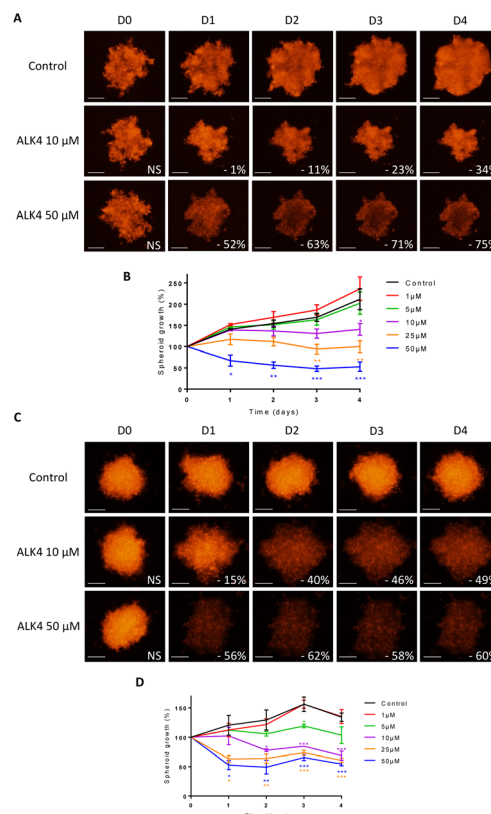 A
D0 D1 D2 D3 D4
Control
ALK4 10 µM
NS - 1% - 11% - 23% - 34%
ALK4 50 µM
NS - 52% - 63% - 71% - 75%
B
Spheroid growth (%)
250
200
150
100
50
0
0 1 2 3 4
Time (days)
* ** *** ***
** **
*
Control
1µM
5µM
10µM
25µM
50µM
C
D0 D1 D2 D3 D4
Control
ALK4 10 µM
NS - 15% - 40% - 46% - 49%
ALK4 50 µM
NS - 56% - 62% - 58% - 60%
D
Spheroid growth (%)
150
100
50
0
0 1 2 3 4
*
*** ***
* ** *** ***
* ** *** ***
Control
1µM
5µM
10µM
25µM
50µM